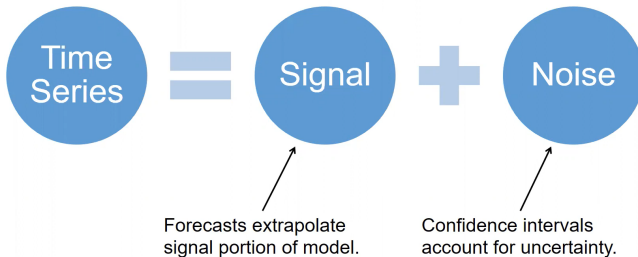 Time
Series
Signal
Noise
Forecasts extrapolate
signal portion of model.
Confidence intervals
account for uncertainty.